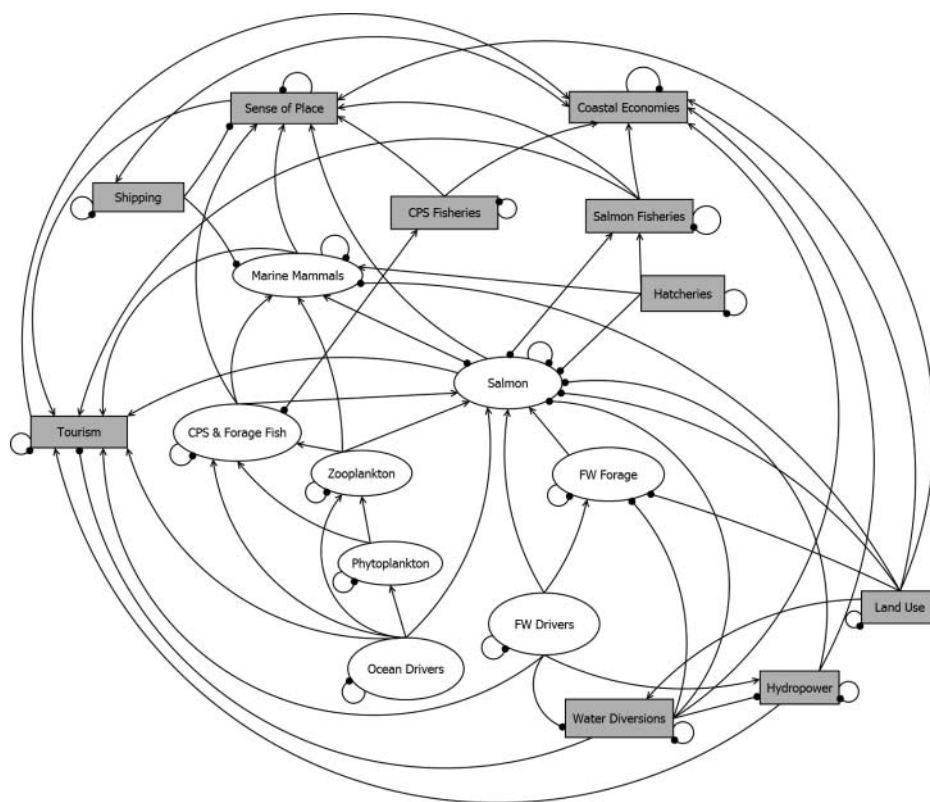 Sense of Place
Coastal Economies
Shipping
CPS Fisheries
Salmon Fisheries
Marine Mammals
Hatcheries
Salmon
Tourism
CPS & Forage Fish
Zooplankton
FW Forage
Phytoplankton
Land Use
FW Drivers
Ocean Drivers
Hydropower
Water Diversions